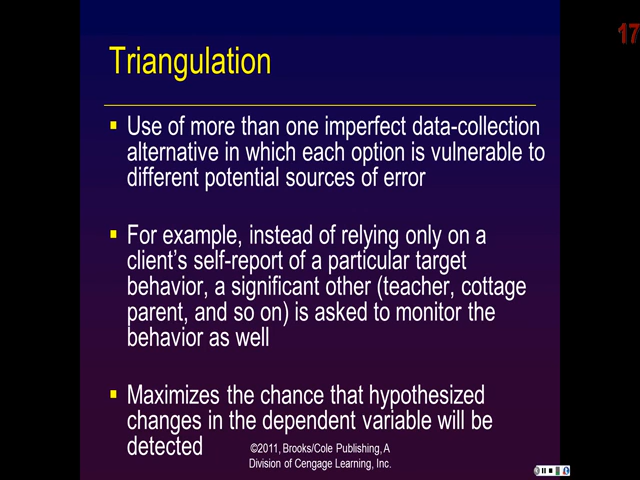 Triangulation
17
Use of more than one imperfect data-collection
alternative in which each option is vulnerable to
different potential sources of error
For example, instead of relying only on a
client's self-report of a particular target
behavior, a significant other (teacher, cottage
parent, and so on) is asked to monitor the
behavior as well
Maximizes the chance that hypothesized
changes in the dependent variable will be
detected
©2011, Brooks/Cole Publishing, A
Division of Cengage Learning, Inc.